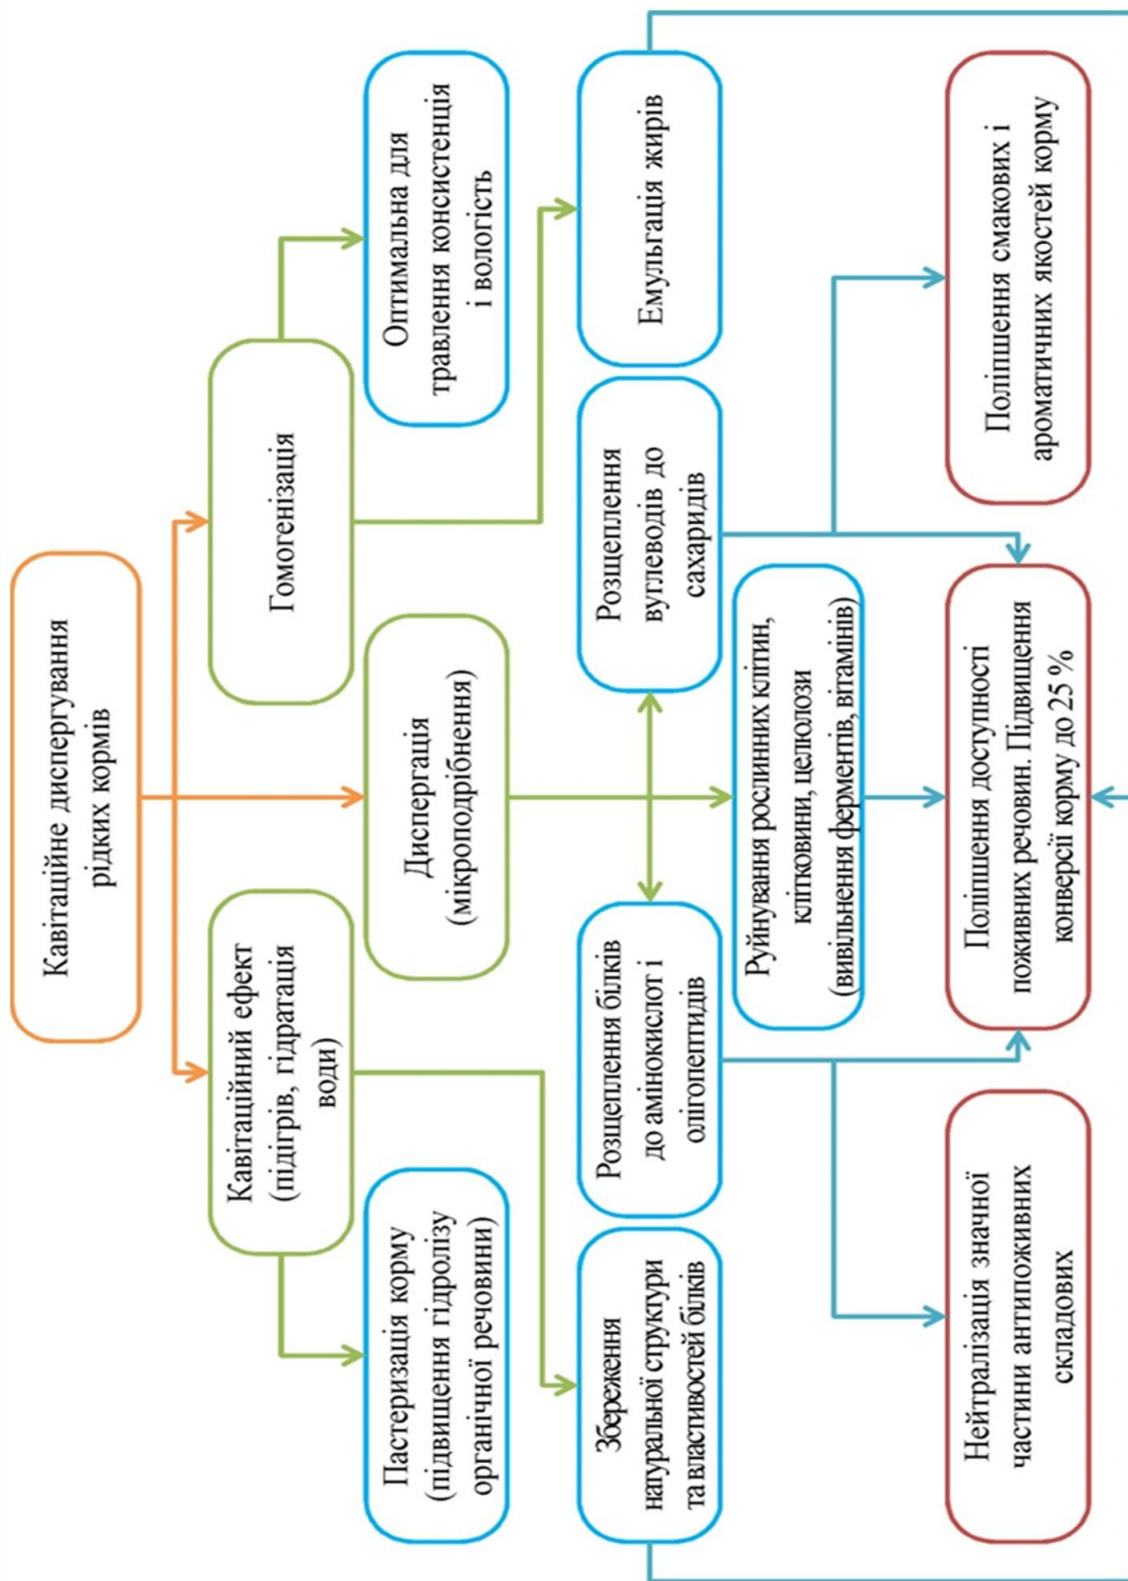 Кавітаційне диспергування
рідких кормів
Кавітаційний ефект
(підігрів, гідратація
води)
Гомогенізація
Пастеризація корму
(підвищення гідролізу
органічної речовини)
Диспергація
(мікроподрібнення)
Оптимальна для
травлення консистенція
і вологість
Збереження
натуральної структури
та властивостей білків
Розщеплення білків
до амінокислот і
олігопептидів
Розщеплення
вуглеводів до
сахаридів
Емульгація жирів
Руйнування рослинних клітин,
клітковини, целюлози
(вивільнення ферментів, вітамінів)
Нейтралізація значної
частини антипоживних
складових
Поліпшення доступності
поживних речовин. Підвищення
конверсії корму до 25 %
Поліпшення смакових і
ароматичних якостей корму